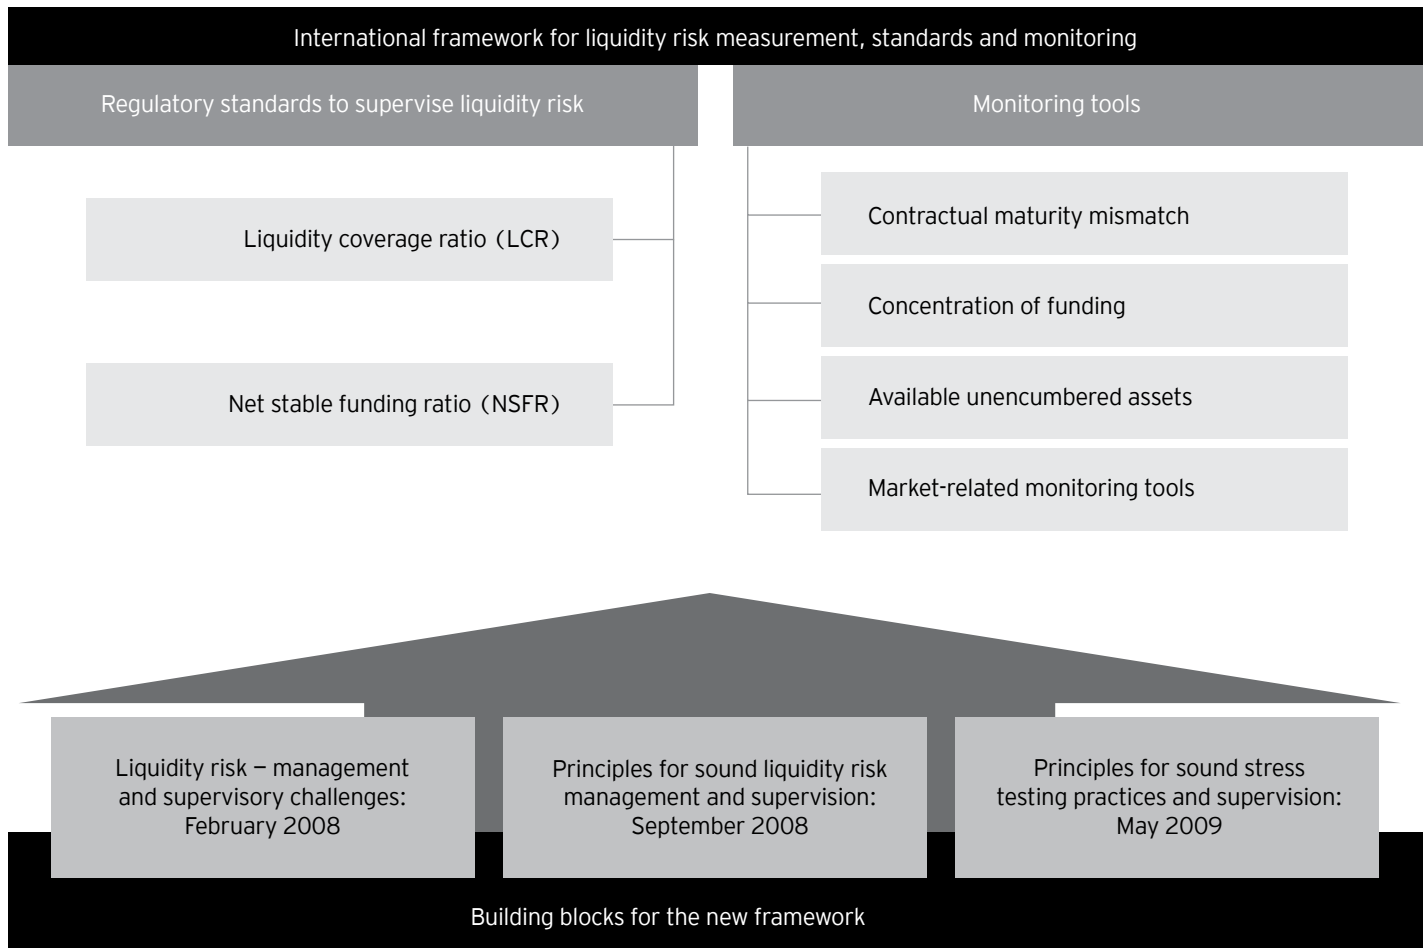 International framework for liquidity risk measurement, standards and monitoring
Regulatory standards to supervise liquidity risk
Liquidity coverage ratio (LCR)
Net stable funding ratio (NSFR)
Monitoring tools
Contractual maturity mismatch
Concentration of funding
Available unencumbered assets
Market-related monitoring tools
Liquidity risk – management
and supervisory challenges:
February 2008
Principles for sound liquidity risk
management and supervision:
September 2008
Principles for sound stress
testing practices and supervision:
May 2009
Building blocks for the new framework